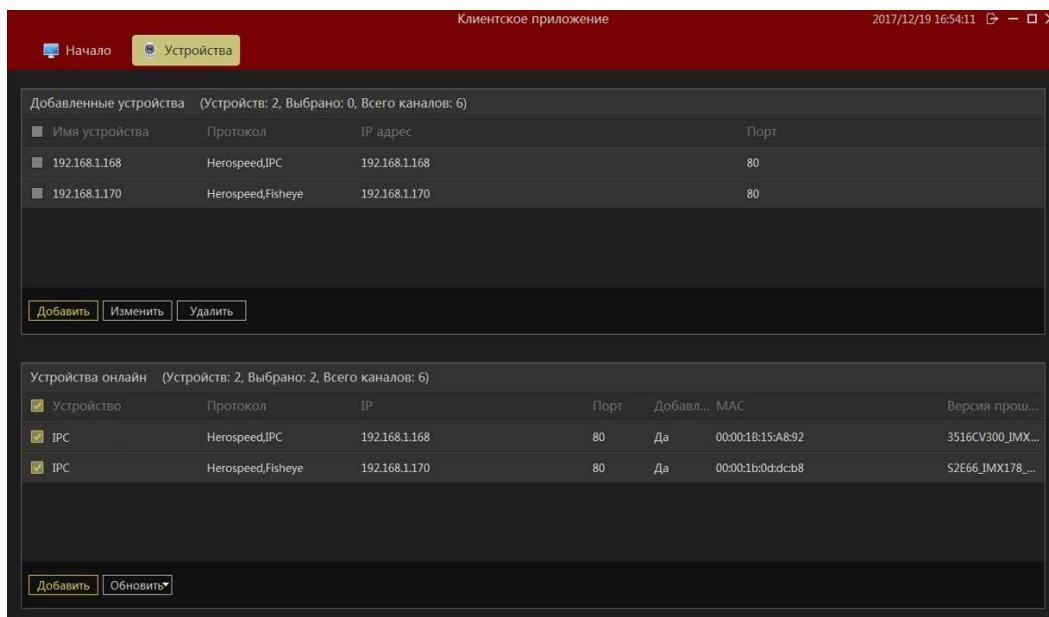 Клиентское приложение 2017/12/19 16:54:11
Начало Устройства
Добавленные устройства (Устройств: 2, Выбрано: 0, Всего каналов: 6)
Имя устройства Протокол IP адрес Порт
192.168.1.168 Herospeed,IPC 192.168.1.168 80
192.168.1.170 Herospeed,Fisheye 192.168.1.170 80
Добавить Изменить Удалить
Устройства онлайн (Устройств: 2, Выбрано: 2, Всего каналов: 6)
Устройство Протокол IP Порт Добавл... MAC Версия прош...
IPC Herospeed,IPC 192.168.1.168 80 Да 00:00:1B:15:A8:92 3516CV300_IMX...
IPC Herospeed,Fisheye 192.168.1.170 80 Да 00:00:1b:0d:dc:b8 S2E66_IMX178_...
Добавить Обновить